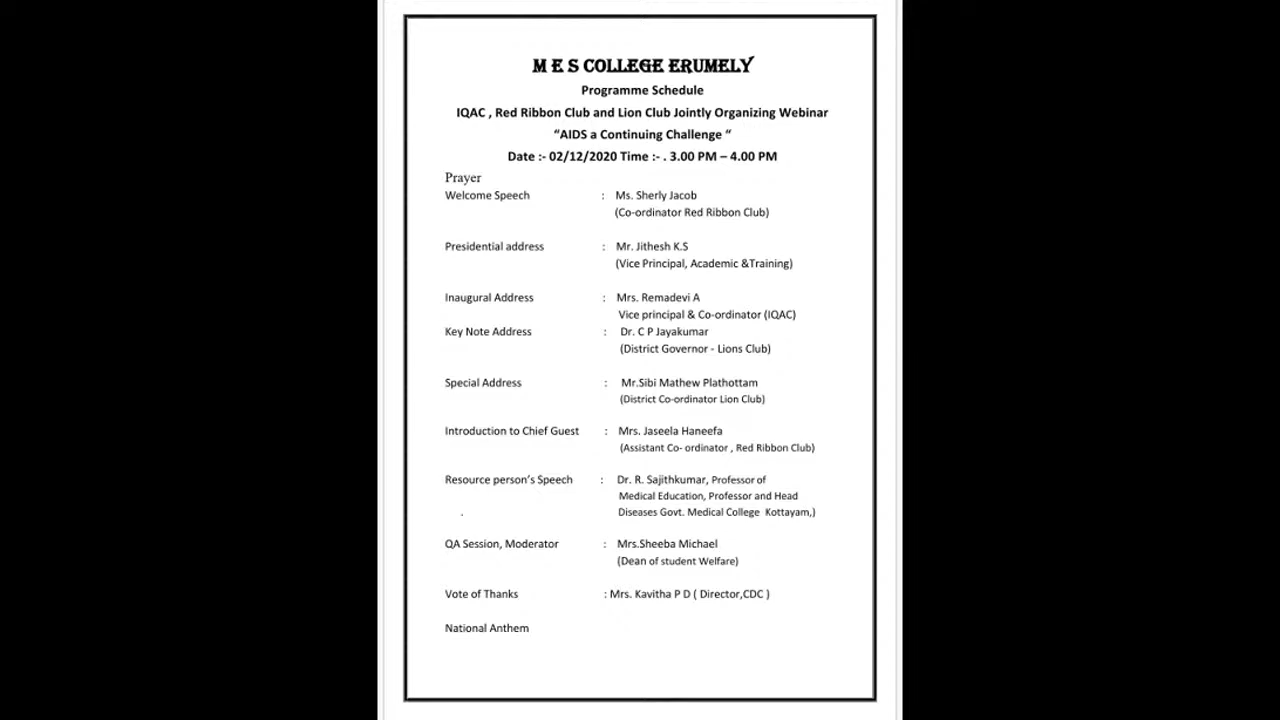 M E S COLLEGE ERUMELY
Programme Schedule
IQAC , Red Ribbon Club and Lion Club Jointly Organizing Webinar
“AIDS a Continuing Challenge “
Date :- 02/12/2020 Time :- . 3.00 PM – 4.00 PM
Prayer
Welcome Speech : Ms. Sherly Jacob
(Co-ordinator Red Ribbon Club)
Presidential address : Mr. Jithesh K.S
(Vice Principal, Academic &Training)
Inaugural Address : Mrs. Remadevi A
Vice principal & Co-ordinator (IQAC)
Key Note Address : Dr. C P Jayakumar
(District Governor - Lions Club)
Special Address : Mr.Sibi Mathew Plathottam
(District Co-ordinator Lion Club)
Introduction to Chief Guest : Mrs. Jaseela Haneefa
(Assistant Co- ordinator , Red Ribbon Club)
Resource person’s Speech : Dr. R. Sajithkumar, Professor of
Medical Education, Professor and Head
. Diseases Govt. Medical College Kottayam,)
QA Session, Moderator : Mrs.Sheeba Michael
(Dean of student Welfare)
Vote of Thanks : Mrs. Kavitha P D ( Director,CDC )
National Anthem